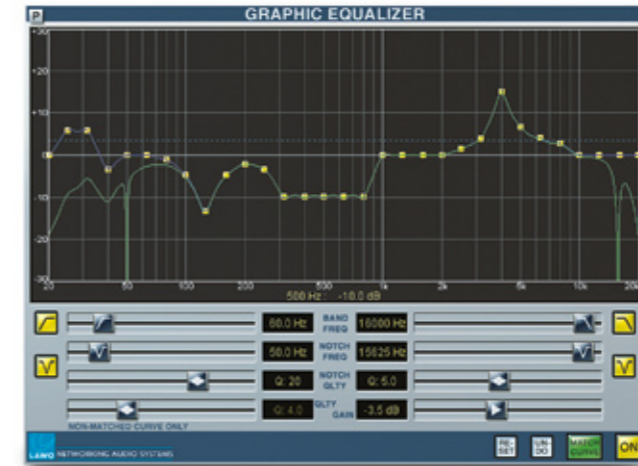 P GRAPHIC EQUALIZER
+30
+20
+10
0
-10
-20
-30
20 50 100 200 500 1k 2k 5k 10k 20k
500 Hz : -10.0 dB
60.0 Hz BAND FREQ 16000 Hz
50.0 Hz NOTCH FREQ 15625 Hz
Q: 20 NOTCH QLTY Q: 5.0
Q: 4.0 QLTY GAIN -3.5 dB
NON-MATCHED CURVE ONLY
LAWO NETWORKING AUDIO SYSTEMS
RE-
SET
UN-
DO
MATCH
CURVE
ON